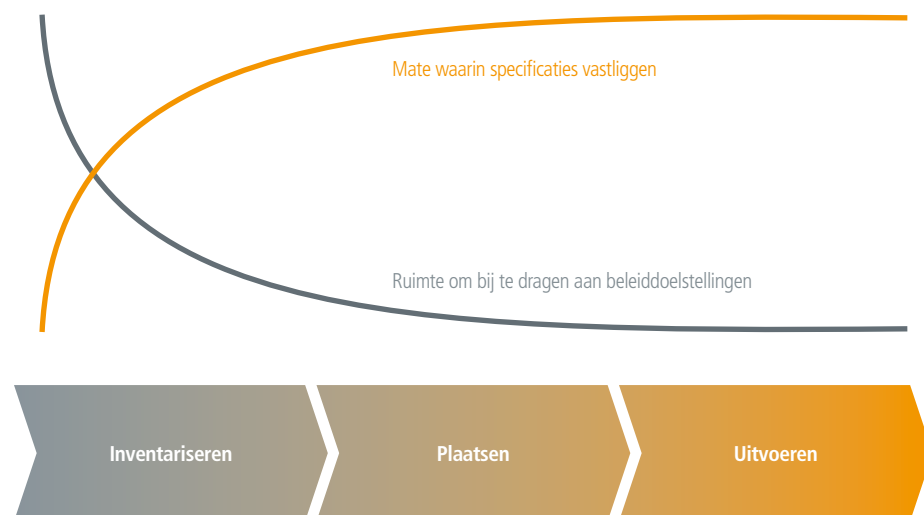 Mate waarin specificaties vastliggen
Ruimte om bij te dragen aan beleiddoelstellingen
Inventariseren
Plaatsen
Uitvoeren